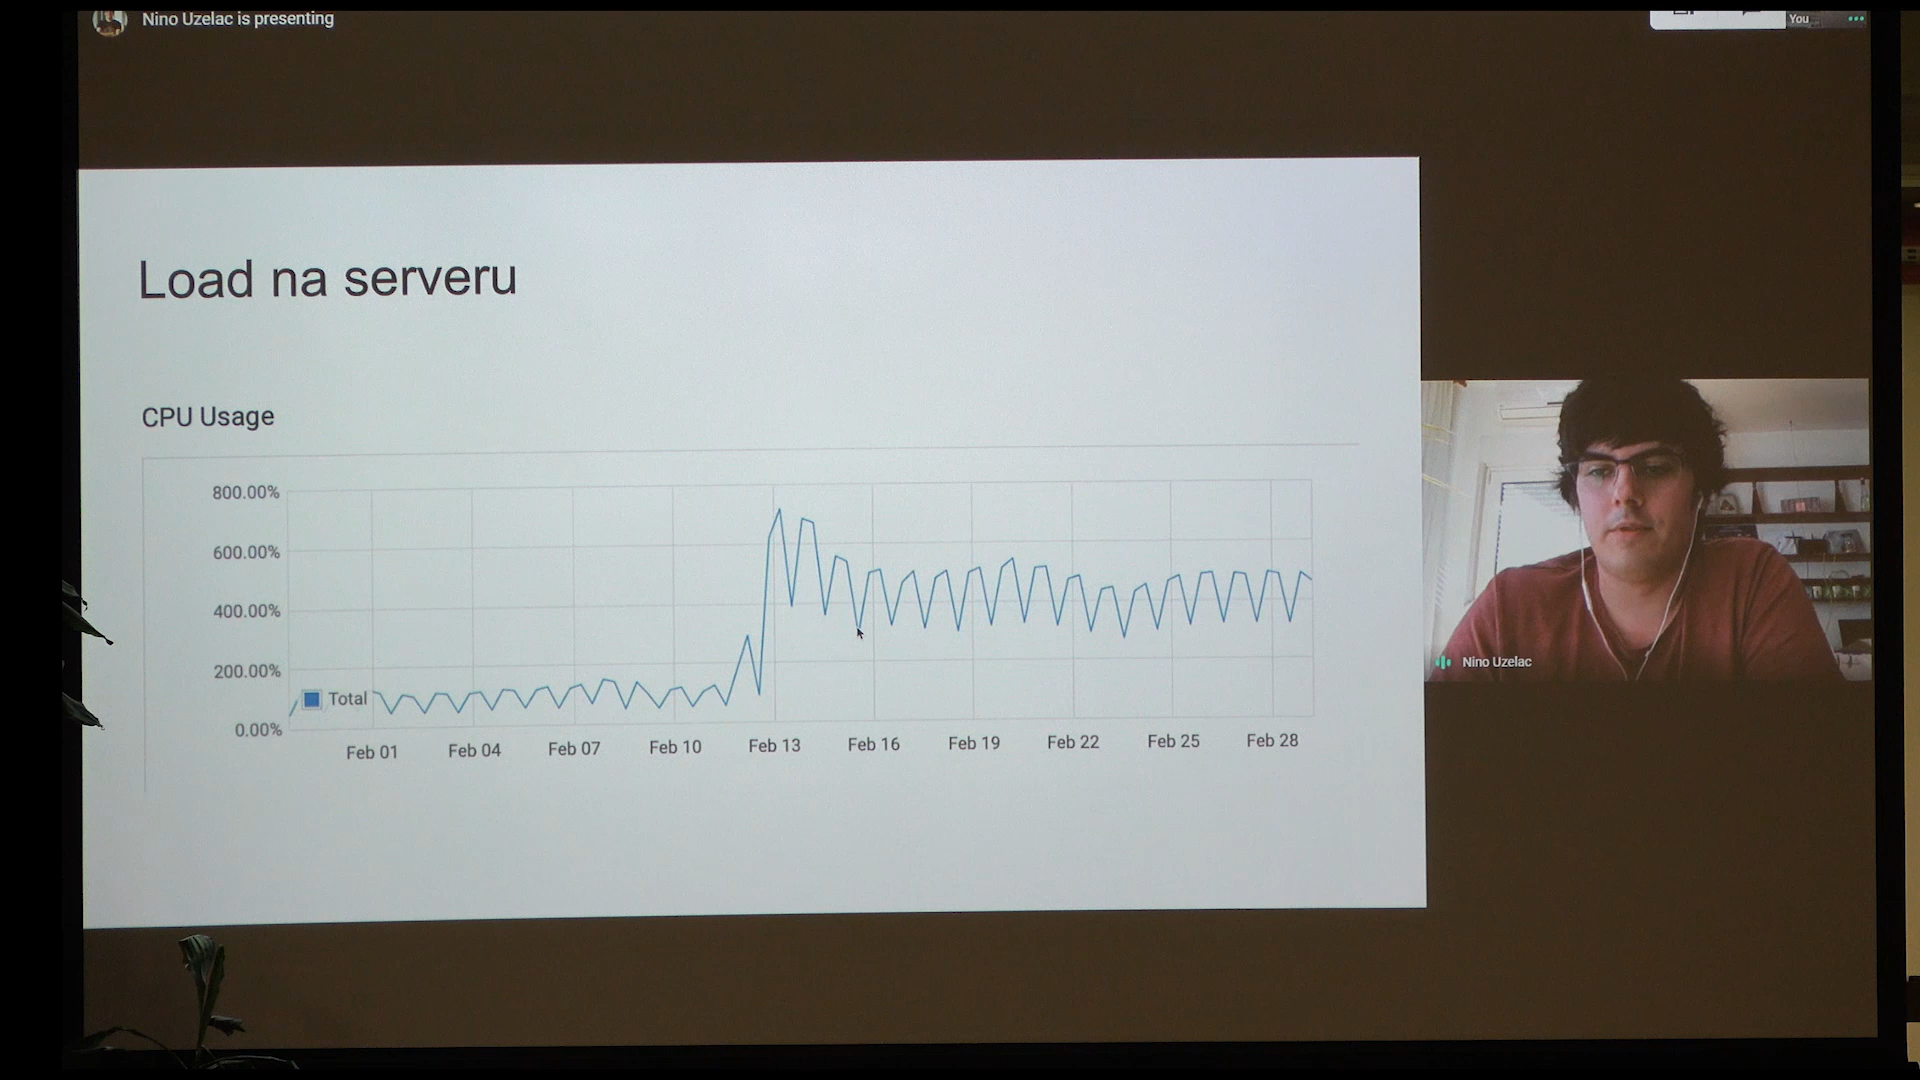 Nino Uzelac is presenting
You
Load na serveru
CPU Usage
800.00%
600.00%
400.00%
200.00%
0.00%
Total
Feb 01 Feb 04 Feb 07 Feb 10 Feb 13 Feb 16 Feb 19 Feb 22 Feb 25 Feb 28
Nino Uzelac